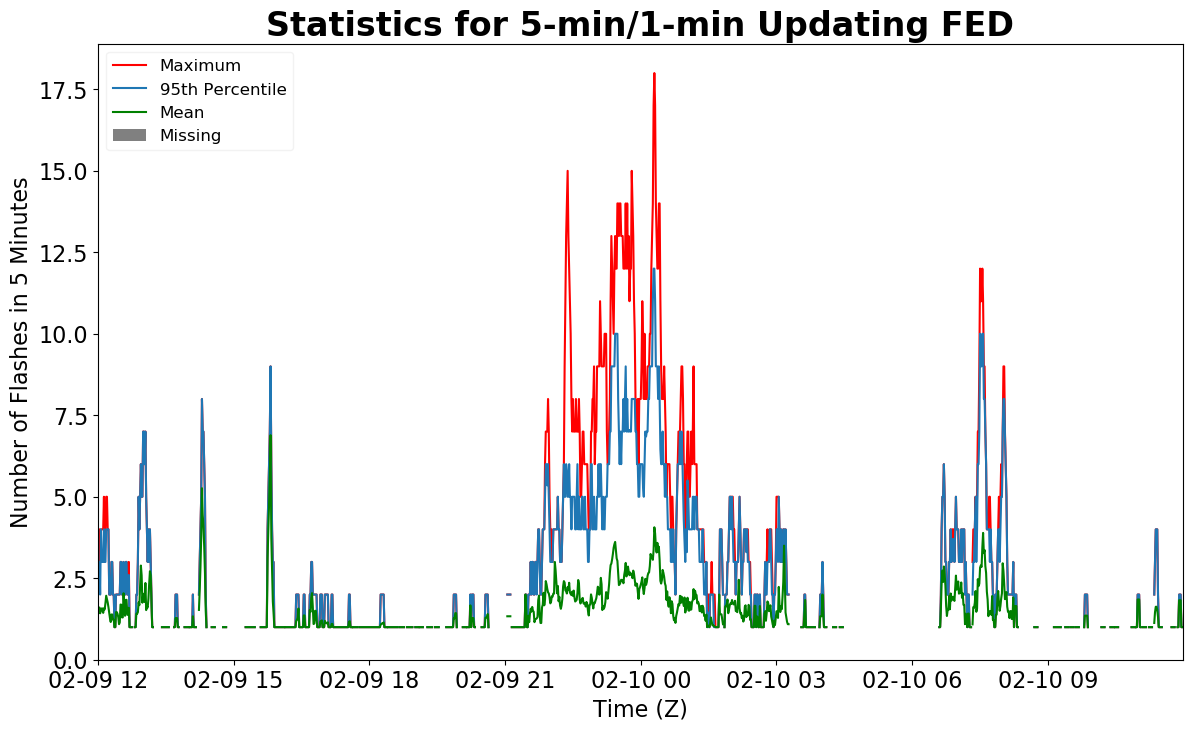 Statistics for 5-min/1-min Updating FED
Maximum
95th Percentile
Mean
Missing
Number of Flashes in 5 Minutes
17.5
15.0
12.5
10.0
7.5
5.0
2.5
0.0
02-09 12 02-09 15 02-09 18 02-09 21 02-10 00 02-10 03 02-10 06 02-10 09
Time (Z)